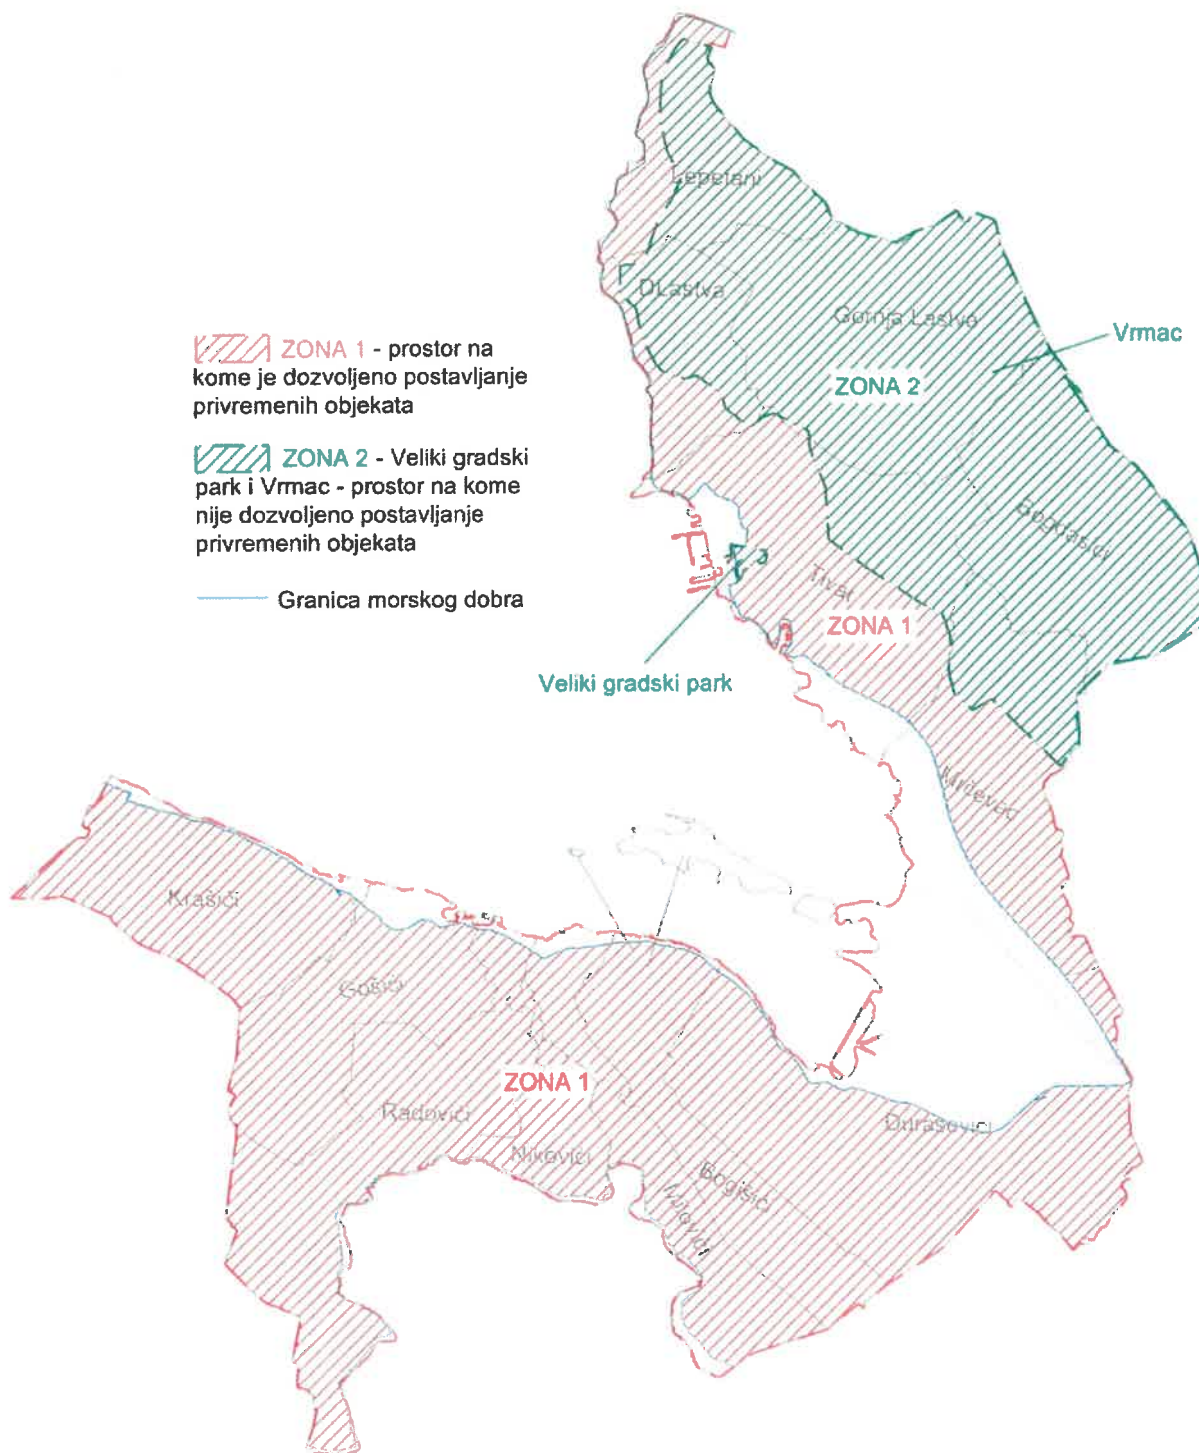 Lepetani
DLastva
Gornja Lastva
Vrmac
ZONA 1 - prostor na
kome je dozvoljeno postavljanje
privremenih objekata
ZONA 2
ZONA 2 - Veliki gradski
park i Vrmac - prostor na kome
nije dozvoljeno postavljanje
privremenih objekata
Bogdašići
Tivat
Granica morskog dobra
ZONA 1
Veliki gradski park
Mrčevac
Krašići
Gošići
ZONA 1
Radovići
Đuraševići
Nikovići
Bogišići
Milovići